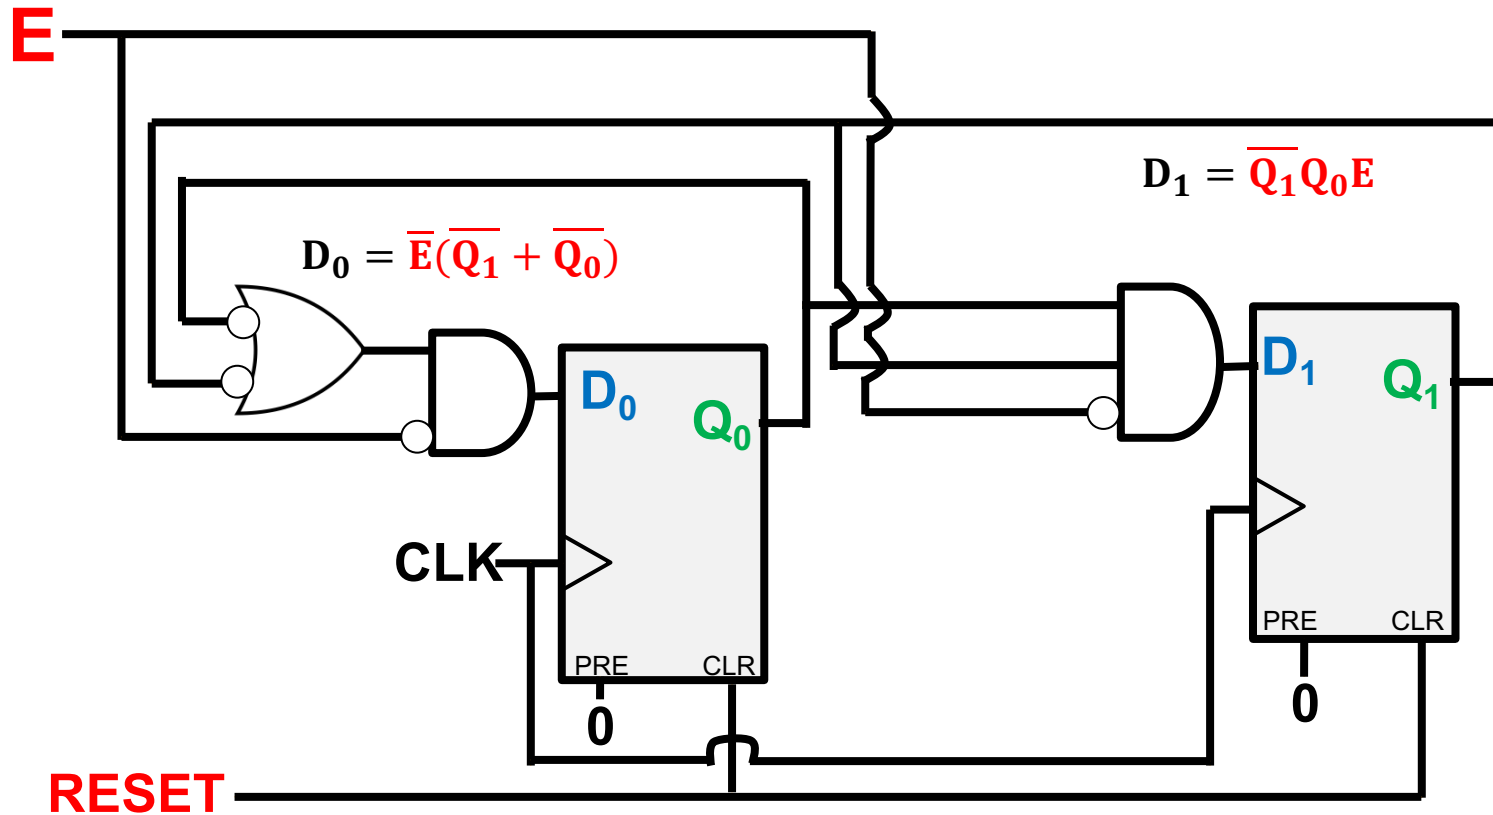 E
D₁ = Q̅₁Q₀E
D₀ = E̅(Q̅₁ + Q̅₀)
D₀
Q₀
D₁
Q₁
CLK
PRE
CLR
0
PRE
CLR
0
RESET